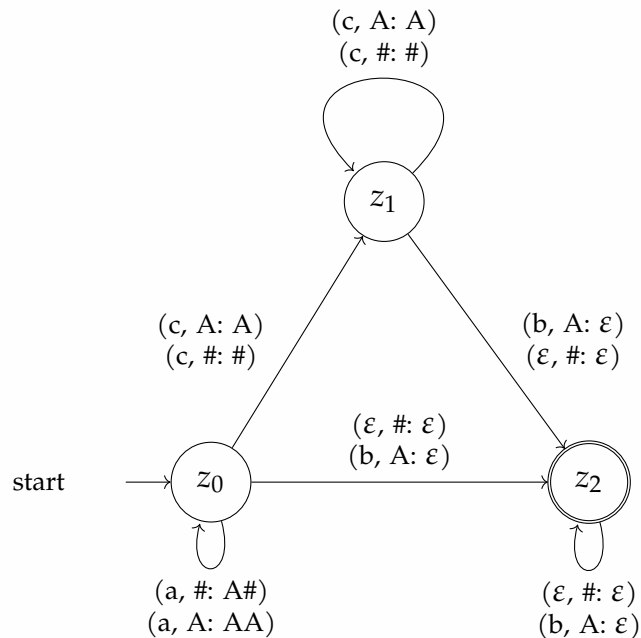 (c, A: A)
(c, #: #)
z₁
(c, A: A)
(c, #: #)
(b, A: ε)
(ε, #: ε)
(ε, #: ε)
(b, A: ε)
start
z₀
z₂
(a, #: A#)
(a, A: AA)
(ε, #: ε)
(b, A: ε)